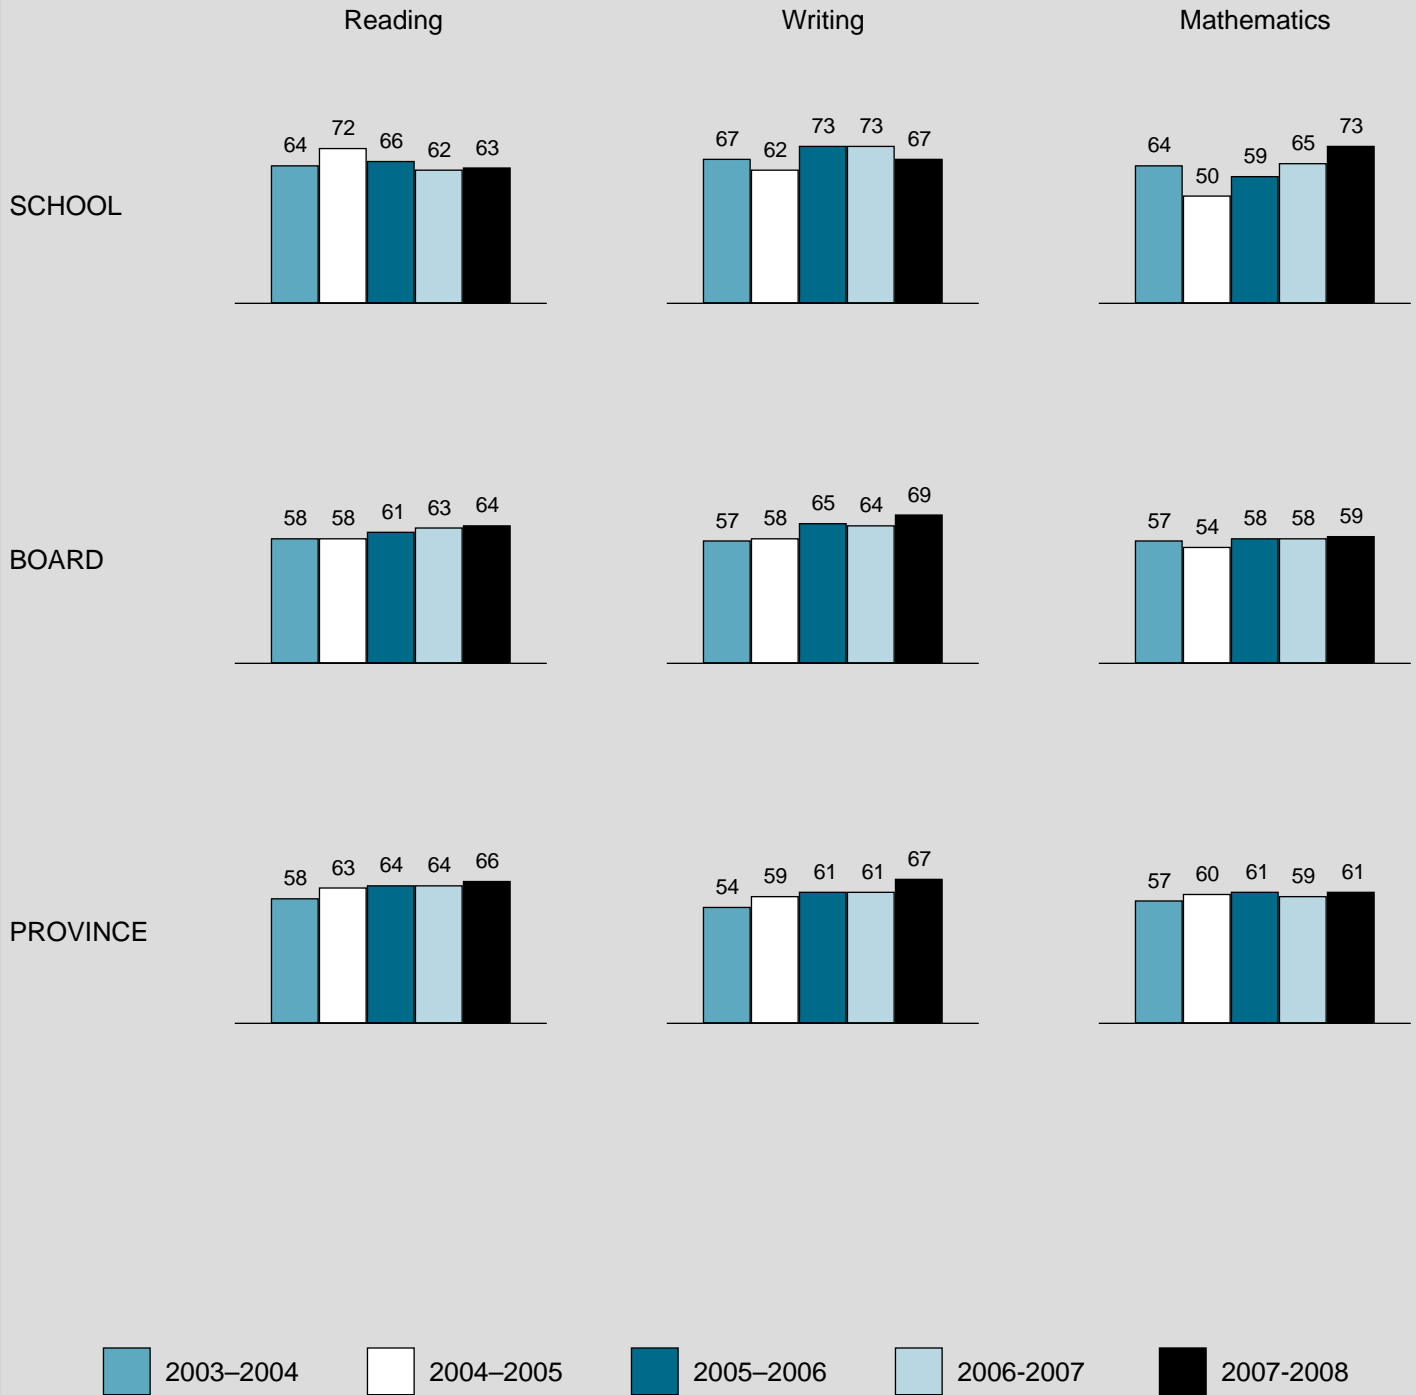 Reading Writing Mathematics
SCHOOL
64 72 66 62 63
67 62 73 73 67
64 50 59 65 73
BOARD
58 58 61 63 64
57 58 65 64 69
57 54 58 58 59
PROVINCE
58 63 64 64 66
54 59 61 61 67
57 60 61 59 61
2003–2004 2004–2005 2005–2006 2006-2007 2007-2008